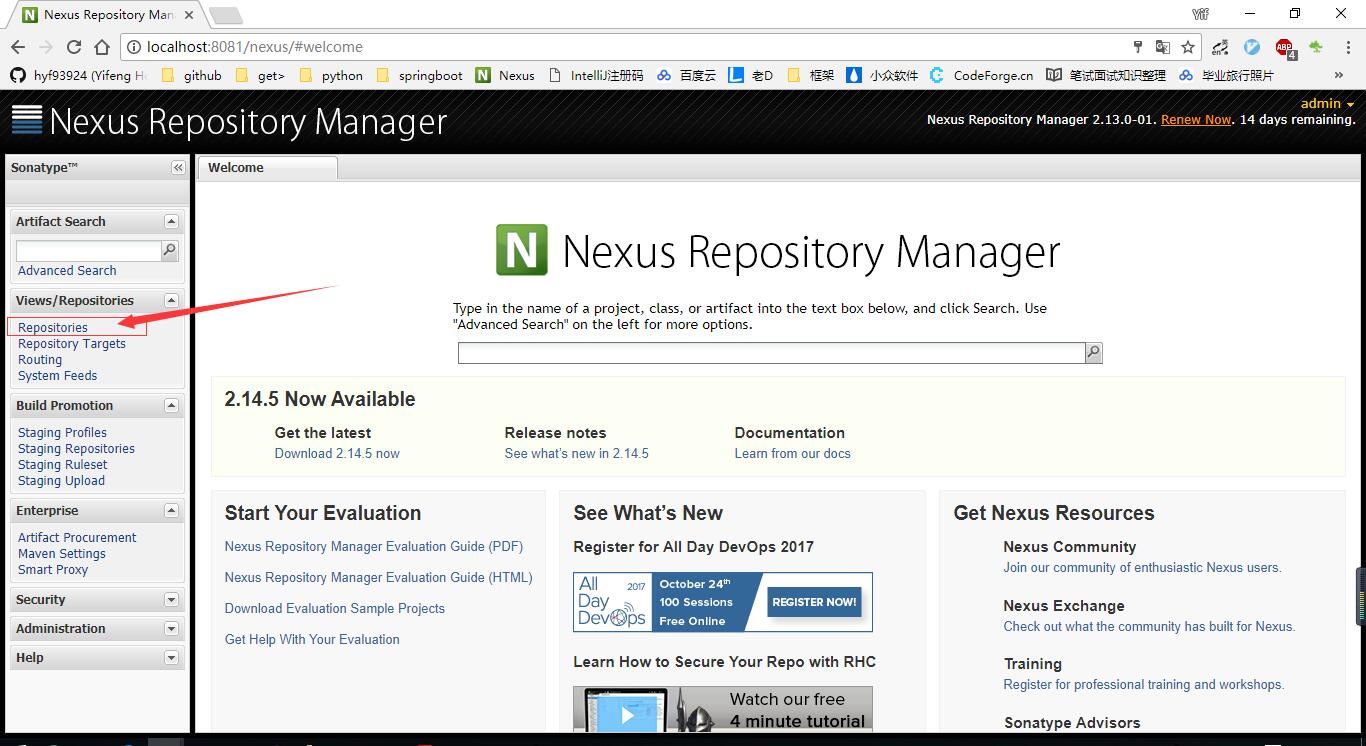 Nexus Repository Man
Yif
localhost:8081/nexus/#welcome
hyf93924 (Yifeng H
github
get>
python
springboot
Nexus
IntelliJ注册码
百度云
老D
框架
小众软件
CodeForge.cn
笔试面试知识整理
毕业旅行照片
»
Nexus Repository Manager
admin
Nexus Repository Manager 2.13.0-01. Renew Now. 14 days remaining.
Sonatype™
Welcome
Artifact Search
Advanced Search
Views/Repositories
Repositories
Repository Targets
Routing
System Feeds
Build Promotion
Staging Profiles
Staging Repositories
Staging Ruleset
Staging Upload
Enterprise
Artifact Procurement
Maven Settings
Smart Proxy
Security
Administration
Help
N Nexus Repository Manager
Type in the name of a project, class, or artifact into the text box below, and click Search. Use
"Advanced Search" on the left for more options.
2.14.5 Now Available
Get the latest
Download 2.14.5 now
Release notes
See what's new in 2.14.5
Documentation
Learn from our docs
Start Your Evaluation
Nexus Repository Manager Evaluation Guide (PDF)
Nexus Repository Manager Evaluation Guide (HTML)
Download Evaluation Sample Projects
Get Help With Your Evaluation
See What's New
Register for All Day DevOps 2017
All 2017
Day
DevOps
October 24th
100 Sessions
Free Online
REGISTER NOW!
Learn How to Secure Your Repo with RHC
Watch our free
4 minute tutorial
Get Nexus Resources
Nexus Community
Join our community of enthusiastic Nexus users.
Nexus Exchange
Check out what the community has built for Nexus.
Training
Register for professional training and workshops.
Sonatype Advisors